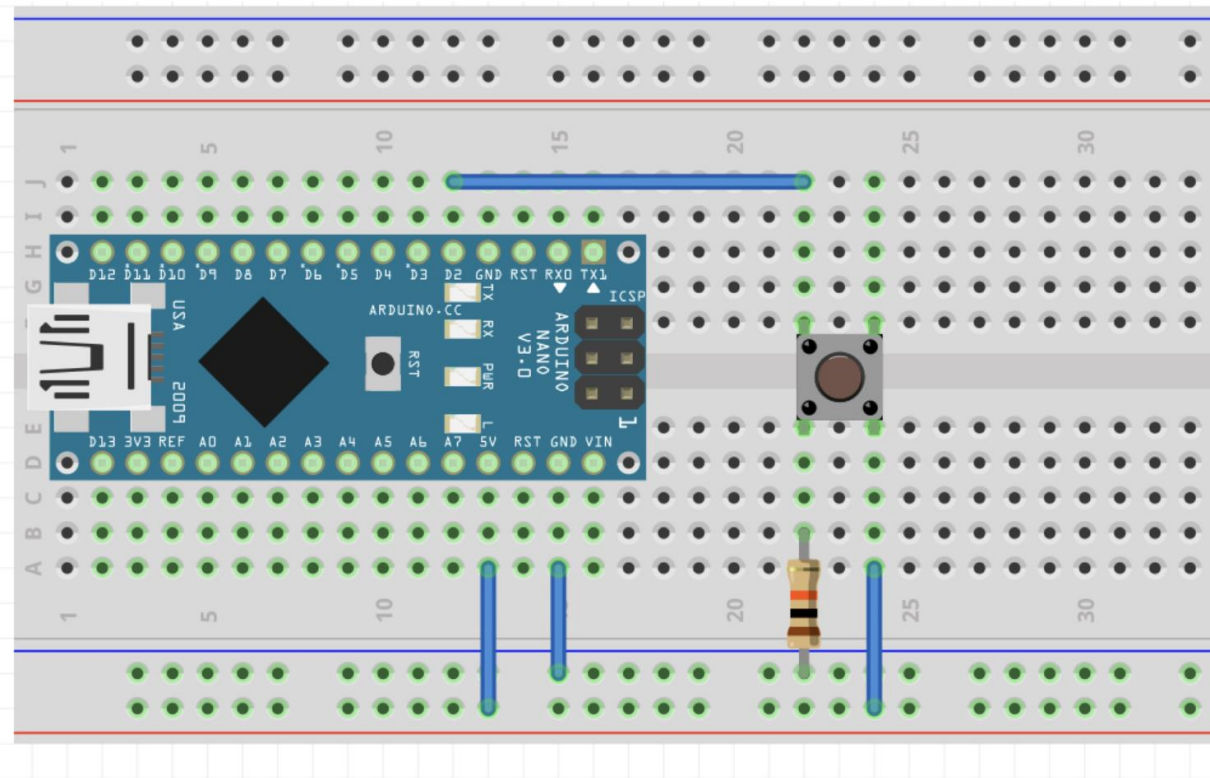 1 5 10 15 20 25 30
J
I
H
D12 D11 D10 D9 D8 D7 D6 D5 D4 D3 D2 GND RST RX0 TX1
G
TX
ICSP
USA
ARDUINO.CC
RX
ARDUINO
NANO
V3.0
RST
PWR
2009
1
L
E
D13 3V3 REF A0 A1 A2 A3 A4 A5 A6 A7 5V RST GND VIN
D
C
B
A
1 5 10 20 25 30